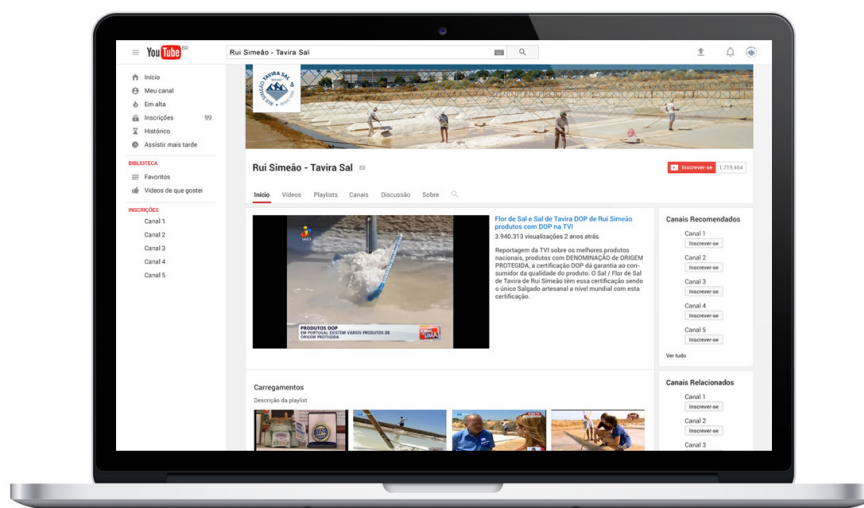 YouTube BR
Rui Simeão - Tavira Sal
Início
Meu canal
Em alta
Inscrições 99
Histórico
Assistir mais tarde
BIBLIOTECA
Favoritos
Vídeos de que gostei
INSCRIÇÕES
Canal 1
Canal 2
Canal 3
Canal 4
Canal 5
RUI SIMEÃO TAVIRA SAL
Rui Simeão - Tavira Sal
Inscrever-se 1.719.464
Início Vídeos Playlists Canais Discussão Sobre
PRODUTOS DOP
EM PORTUGAL EXISTEM VÁRIOS PRODUTOS DE
ORIGEM PROTEGIDA
Flor de Sal e Sal de Tavira DOP de Rui Simeão
produtos com DOP na TVI
3.940.313 visualizações 2 anos atrás
Reportagem da TVI sobre os melhores produtos
nacionais, produtos com DENOMINAÇÃO DE ORIGEM
PROTEGIDA, a certificação DOP dá garantia ao con-
sumidor da qualidade do produto. O Sal / Flor de Sal
de Tavira de Rui Simeão têm essa certificação sendo
o único Salgado artesanal a nível mundial com esta
certificação.
Canais Recomendados
Canal 1
Inscrever-se
Canal 2
Inscrever-se
Canal 3
Inscrever-se
Canal 4
Inscrever-se
Canal 5
Inscrever-se
Ver tudo
Carregamentos
Descrição da playlist
Canais Relacionados
Canal 1
Inscrever-se
Canal 2
Inscrever-se
Canal 3